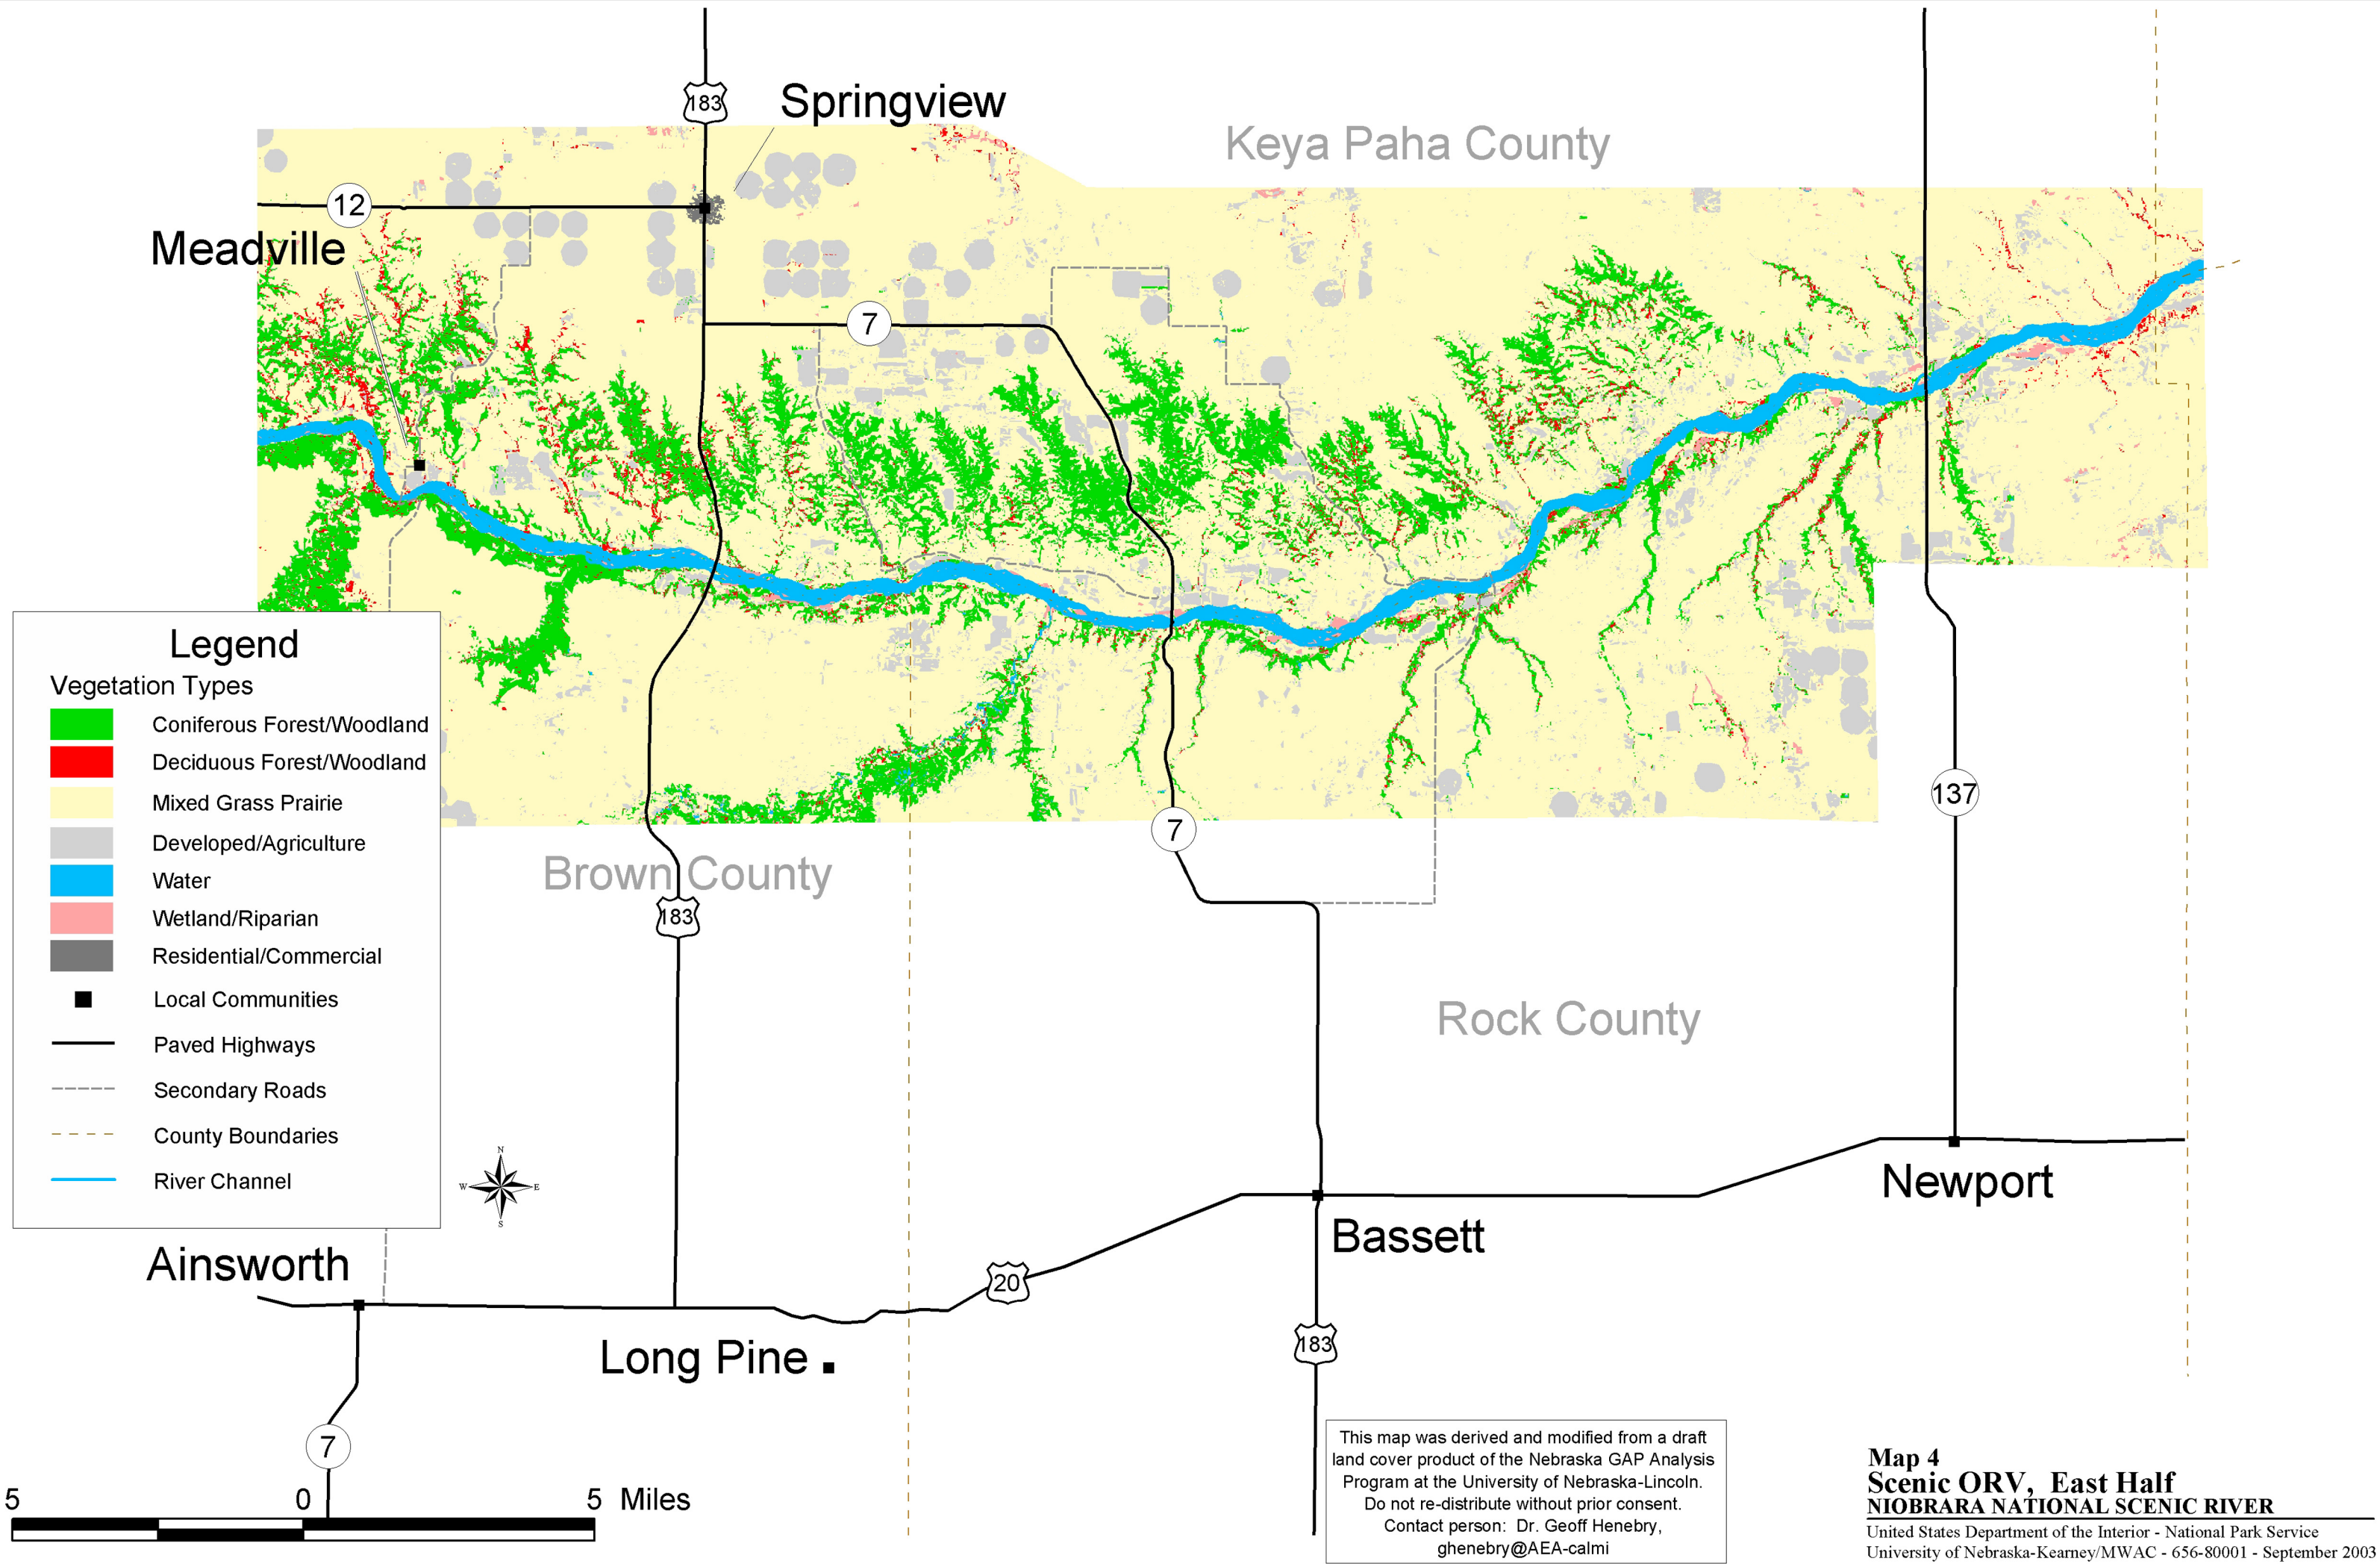 183
Springview
Keya Paha County
12
Meadville
7
Legend
Vegetation Types
Coniferous Forest/Woodland
Deciduous Forest/Woodland
Mixed Grass Prairie
Developed/Agriculture
Water
Wetland/Riparian
Residential/Commercial
Local Communities
Paved Highways
Secondary Roads
County Boundaries
River Channel
137
7
Brown County
183
Rock County
N
W
E
S
Newport
Bassett
Ainsworth
20
183
Long Pine
7
5
0
5 Miles
This map was derived and modified from a draft
land cover product of the Nebraska GAP Analysis
Program at the University of Nebraska-Lincoln.
Do not re-distribute without prior consent.
Contact person: Dr. Geoff Henebry,
ghenebry@AEA-calmi
Map 4
Scenic ORV, East Half
NIOBRARA NATIONAL SCENIC RIVER
United States Department of the Interior - National Park Service
University of Nebraska-Kearney/MWAC - 656-80001 - September 2003